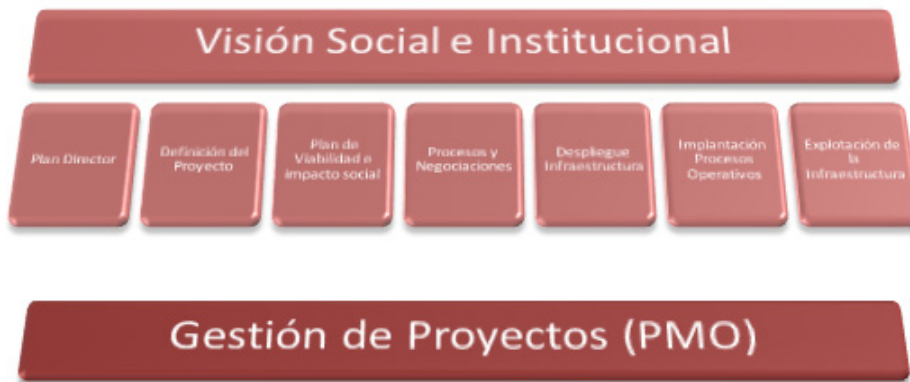 Visión Social e Institucional
Plan Director
Definición del
Proyecto
Plan de
Viabilidad e
impacto social
Procesos y
Negociaciones
Despliegue
Infraestructura
Implantación
Procesos
Operativos
Explotación de
la
Infraestructura
Gestión de Proyectos (PMO)